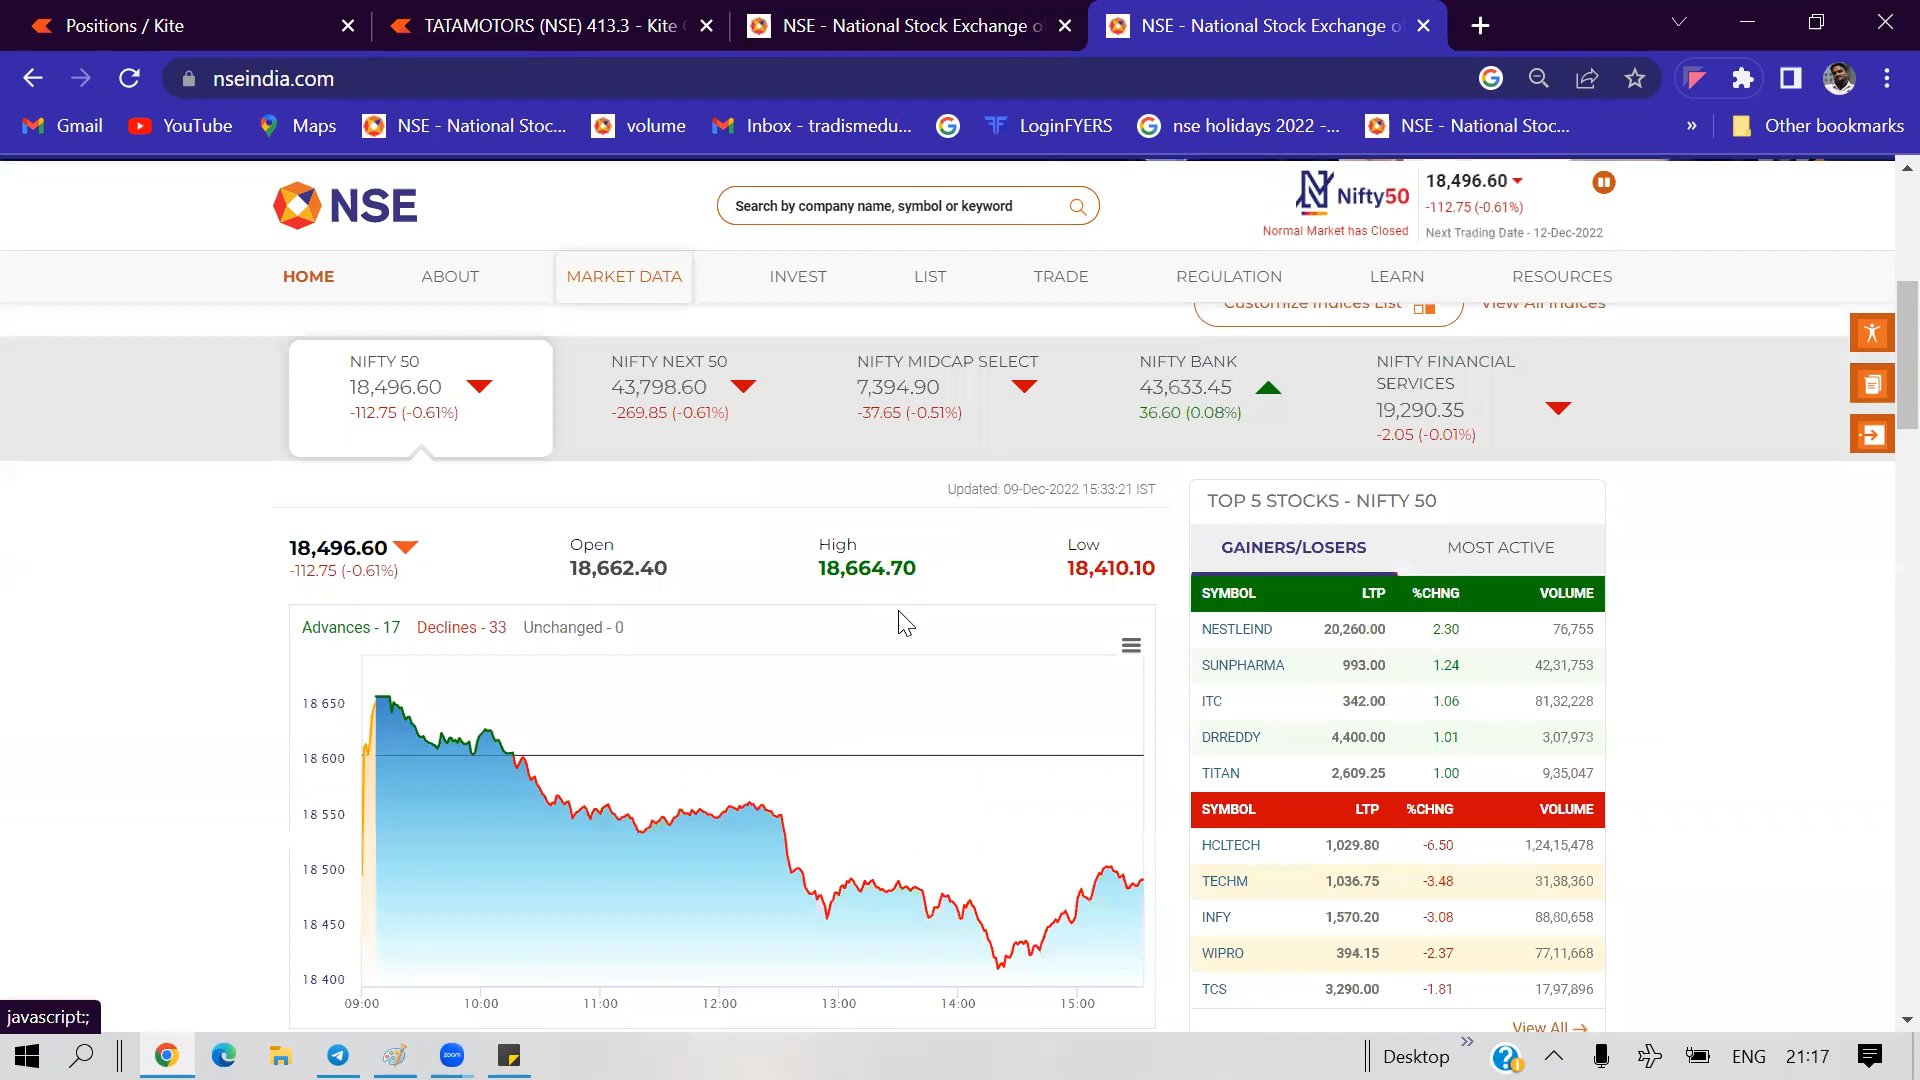 Positions / Kite
TATAMOTORS (NSE) 413.3 - Kite
NSE - National Stock Exchange o
NSE - National Stock Exchange o
nseindia.com
Gmail
YouTube
Maps
NSE - National Stoc...
volume
Inbox - tradismedu...
LoginFYERS
nse holidays 2022 -...
NSE - National Stoc...
»
Other bookmarks
NSE
Search by company name, symbol or keyword
Nifty50
Normal Market has Closed
18,496.60
-112.75 (-0.61%)
Next Trading Date - 12-Dec-2022
HOME
ABOUT
MARKET DATA
INVEST
LIST
TRADE
REGULATION
LEARN
RESOURCES
Customize Indices List
View All Indices
NIFTY 50
18,496.60
-112.75 (-0.61%)
NIFTY NEXT 50
43,798.60
-269.85 (-0.61%)
NIFTY MIDCAP SELECT
7,394.90
-37.65 (-0.51%)
NIFTY BANK
43,633.45
36.60 (0.08%)
NIFTY FINANCIAL
SERVICES
19,290.35
-2.05 (-0.01%)
Updated: 09-Dec-2022 15:33:21 IST
18,496.60
-112.75 (-0.61%)
Open
18,662.40
High
18,664.70
Low
18,410.10
Advances - 17 Declines - 33 Unchanged - 0
18 650
18 600
18 550
18 500
18 450
18 400
09:00 10:00 11:00 12:00 13:00 14:00 15:00
TOP 5 STOCKS - NIFTY 50
GAINERS/LOSERS MOST ACTIVE
SYMBOL LTP %CHNG VOLUME
NESTLEIND 20,260.00 2.30 76,755
SUNPHARMA 993.00 1.24 42,31,753
ITC 342.00 1.06 81,32,228
DRREDDY 4,400.00 1.01 3,07,973
TITAN 2,609.25 1.00 9,35,047
SYMBOL LTP %CHNG VOLUME
HCLTECH 1,029.80 -6.50 1,24,15,478
TECHM 1,036.75 -3.48 31,38,360
INFY 1,570.20 -3.08 88,80,658
WIPRO 394.15 -2.37 77,11,668
TCS 3,290.00 -1.81 17,97,896
View All
javascript:;
zoom
Desktop
»
ENG
21:17